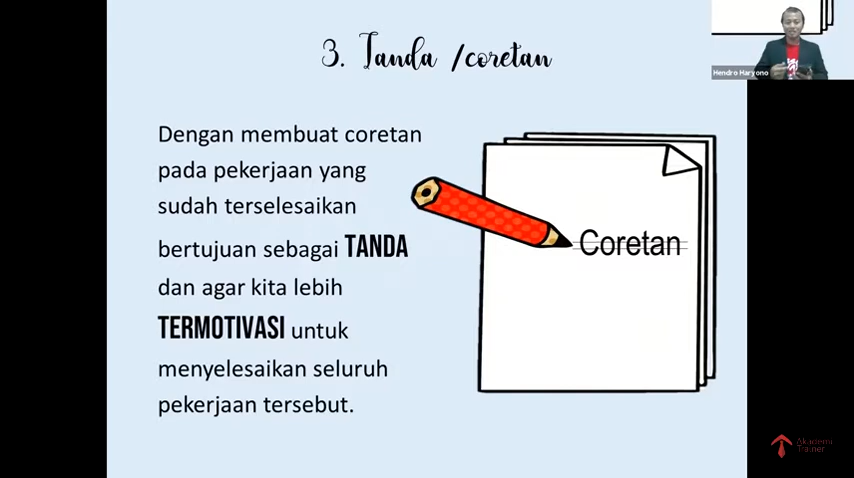 3. Tanda /coretan
Hendro Haryono
Dengan membuat coretan
pada pekerjaan yang
sudah terselesaikan
bertujuan sebagai TANDA
dan agar kita lebih
TERMOTIVASI untuk
menyelesaikan seluruh
pekerjaan tersebut.
Coretan
Akademi
Trainer